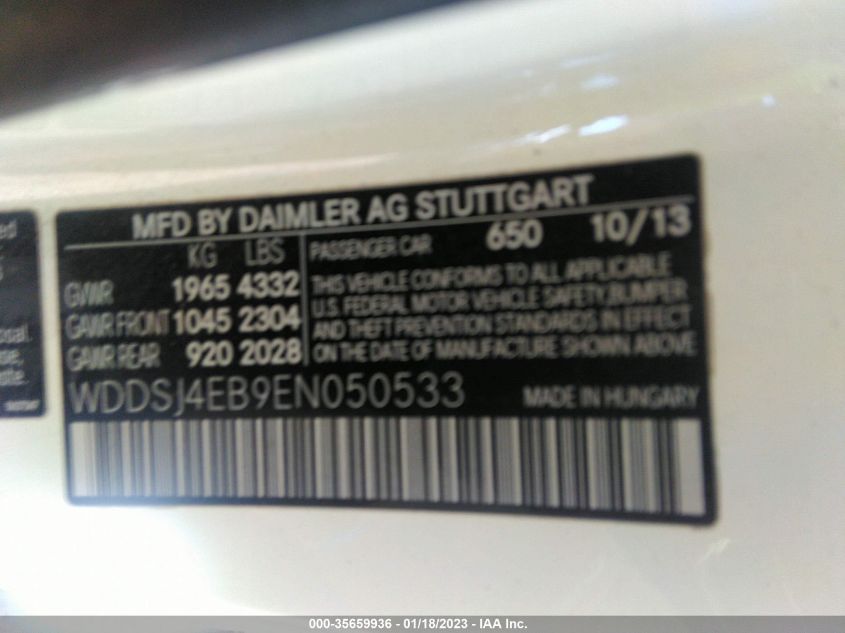 MFD BY DAIMLER AG STUTTGART
KG LBS PASSENGER CAR 650 10/13
GVWR 1965 4332 THIS VEHICLE CONFORMS TO ALL APPLICABLE
GAWR FRONT 1045 2304 U.S. FEDERAL MOTOR VEHICLE SAFETY,BUMPER
AND THEFT PREVENTION STANDARDS IN EFFECT
GAWR REAR 920 2028 ON THE DATE OF MANUFACTURE SHOWN ABOVE
WDDSJ4EB9EN050533 MADE IN HUNGARY
000-35659936 - 01/18/2023 - IAA Inc.